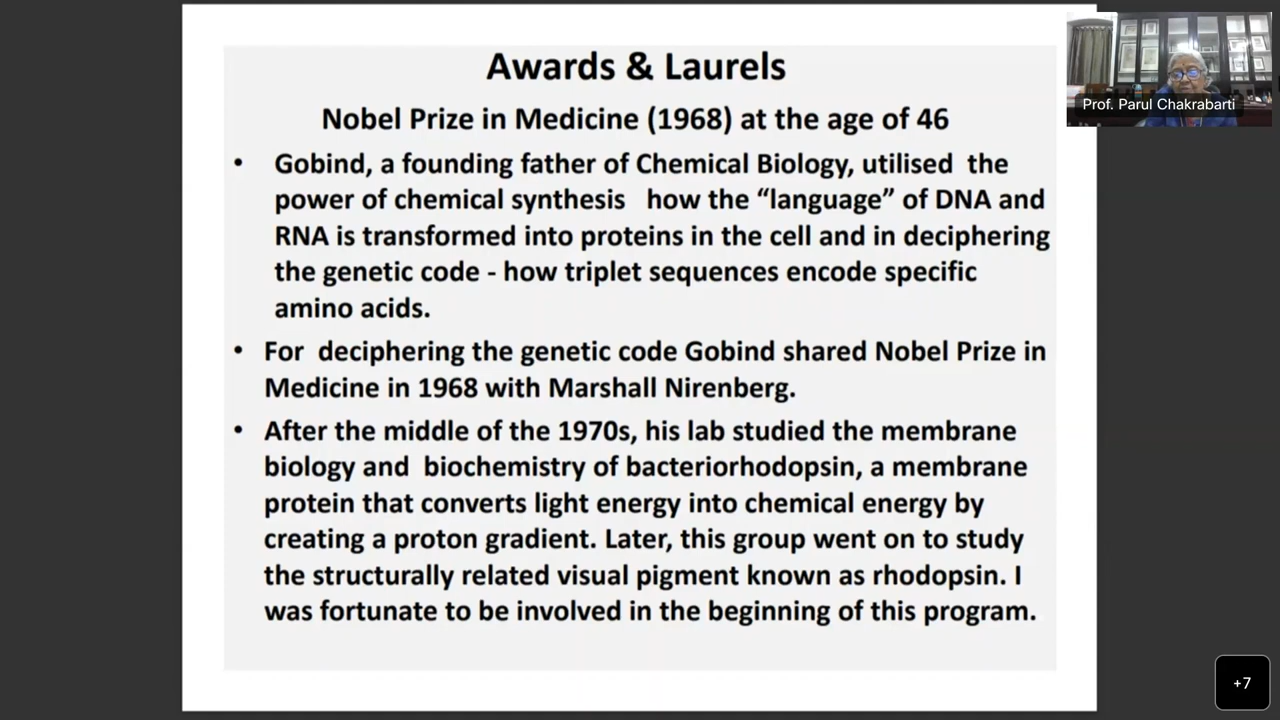 Awards & Laurels
Nobel Prize in Medicine (1968) at the age of 46
• Gobind, a founding father of Chemical Biology, utilised the
power of chemical synthesis how the “language” of DNA and
RNA is transformed into proteins in the cell and in deciphering
the genetic code - how triplet sequences encode specific
amino acids.
• For deciphering the genetic code Gobind shared Nobel Prize in
Medicine in 1968 with Marshall Nirenberg.
• After the middle of the 1970s, his lab studied the membrane
biology and biochemistry of bacteriorhodopsin, a membrane
protein that converts light energy into chemical energy by
creating a proton gradient. Later, this group went on to study
the structurally related visual pigment known as rhodopsin. I
was fortunate to be involved in the beginning of this program.
Prof. Parul Chakrabarti
+7